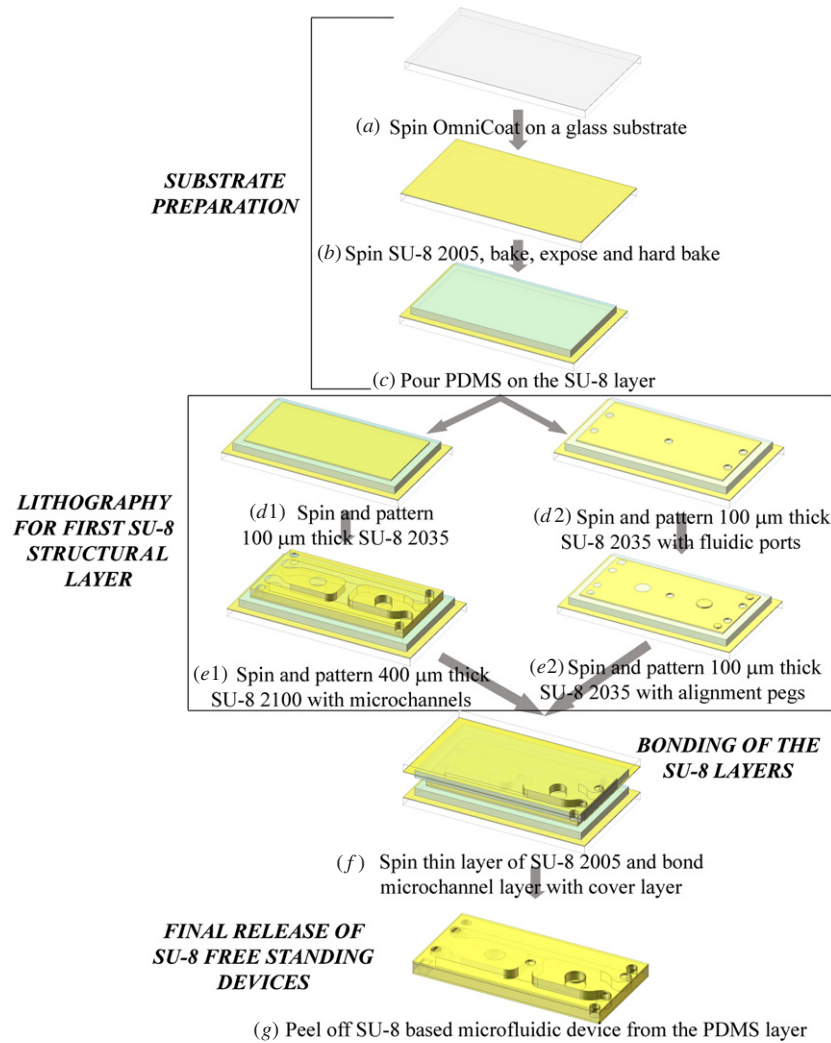 (a) Spin OmniCoat on a glass substrate
SUBSTRATE
PREPARATION
(b) Spin SU-8 2005, bake, expose and hard bake
(c) Pour PDMS on the SU-8 layer
LITHOGRAPHY
FOR FIRST SU-8
STRUCTURAL
LAYER
(d1) Spin and pattern
100 μm thick SU-8 2035
(d2) Spin and pattern 100 μm thick
SU-8 2035 with fluidic ports
(e1) Spin and pattern 400 μm thick
SU-8 2100 with microchannels
(e2) Spin and pattern 100 μm thick
SU-8 2035 with alignment pegs
BONDING OF THE
SU-8 LAYERS
(f) Spin thin layer of SU-8 2005 and bond
microchannel layer with cover layer
FINAL RELEASE OF
SU-8 FREE STANDING
DEVICES
(g) Peel off SU-8 based microfluidic device from the PDMS layer